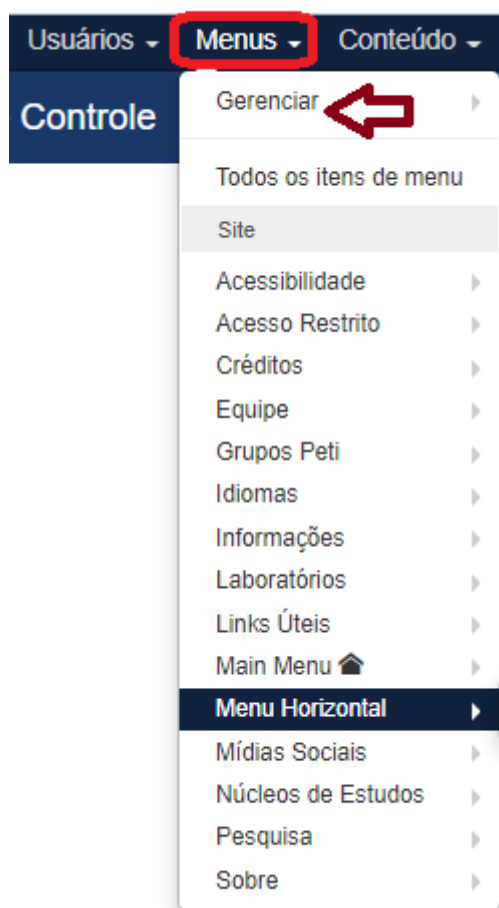 Usuários Menus Conteúdo
Controle
Gerenciar
Todos os itens de menu
Site
Acessibilidade
Acesso Restrito
Créditos
Equipe
Grupos Peti
Idiomas
Informações
Laboratórios
Links Úteis
Main Menu
Menu Horizontal
Mídias Sociais
Núcleos de Estudos
Pesquisa
Sobre